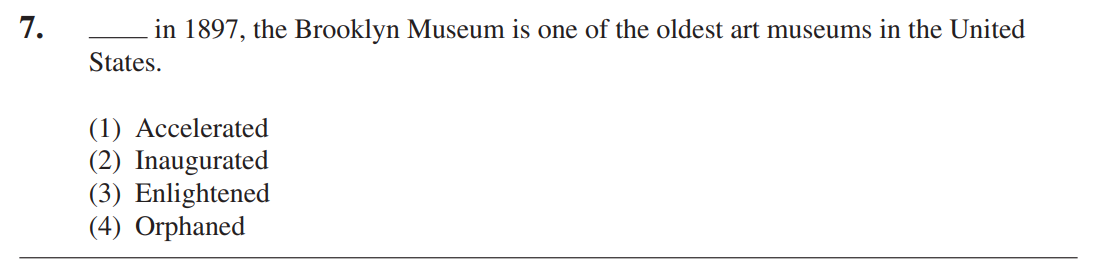 7. ____ in 1897, the Brooklyn Museum is one of the oldest art museums in the United
States.
(1) Accelerated
(2) Inaugurated
(3) Enlightened
(4) Orphaned